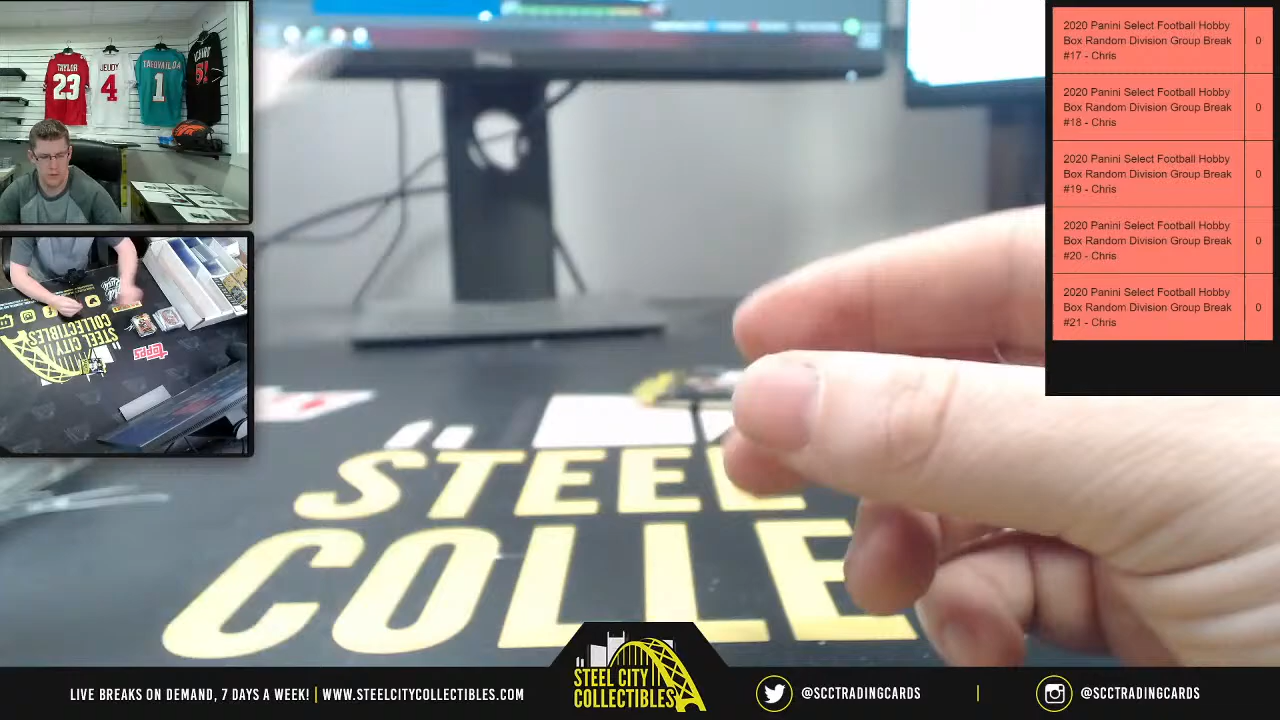 TAYLOR
23
JEUDY
4
TAGOVAILOA
1
2020 Panini Select Football Hobby
Box Random Division Group Break
#17 - Chris
0
2020 Panini Select Football Hobby
Box Random Division Group Break
#18 - Chris
0
2020 Panini Select Football Hobby
Box Random Division Group Break
#19 - Chris
0
2020 Panini Select Football Hobby
Box Random Division Group Break
#20 - Chris
0
2020 Panini Select Football Hobby
Box Random Division Group Break
#21 - Chris
0
STEEL CITY
COLLECTIBLES
topps
DELL
STEE
COLLE
LIVE BREAKS ON DEMAND, 7 DAYS A WEEK! | WWW.STEELCITYCOLLECTIBLES.COM
STEEL CITY
COLLECTIBLES
@SCCTRADINGCARDS
@SCCTRADINGCARDS